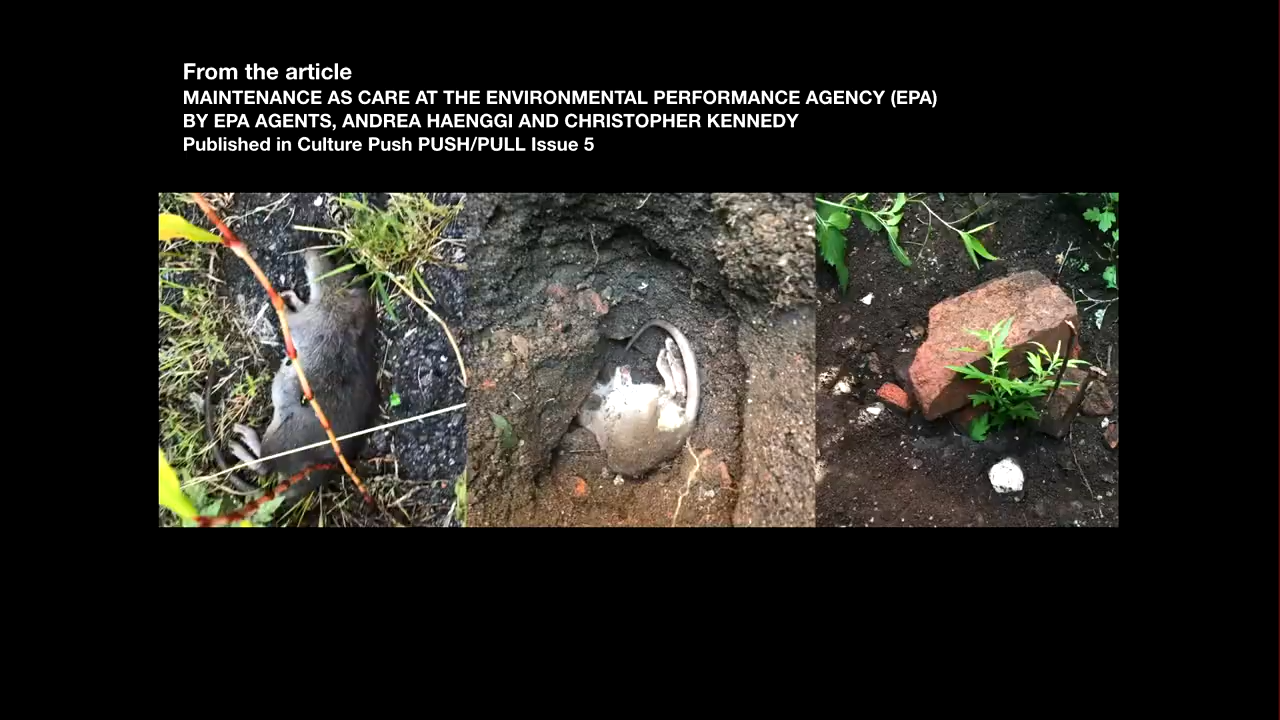 From the article
MAINTENANCE AS CARE AT THE ENVIRONMENTAL PERFORMANCE AGENCY (EPA)
BY EPA AGENTS, ANDREA HAENGGI AND CHRISTOPHER KENNEDY
Published in Culture Push PUSH/PULL Issue 5